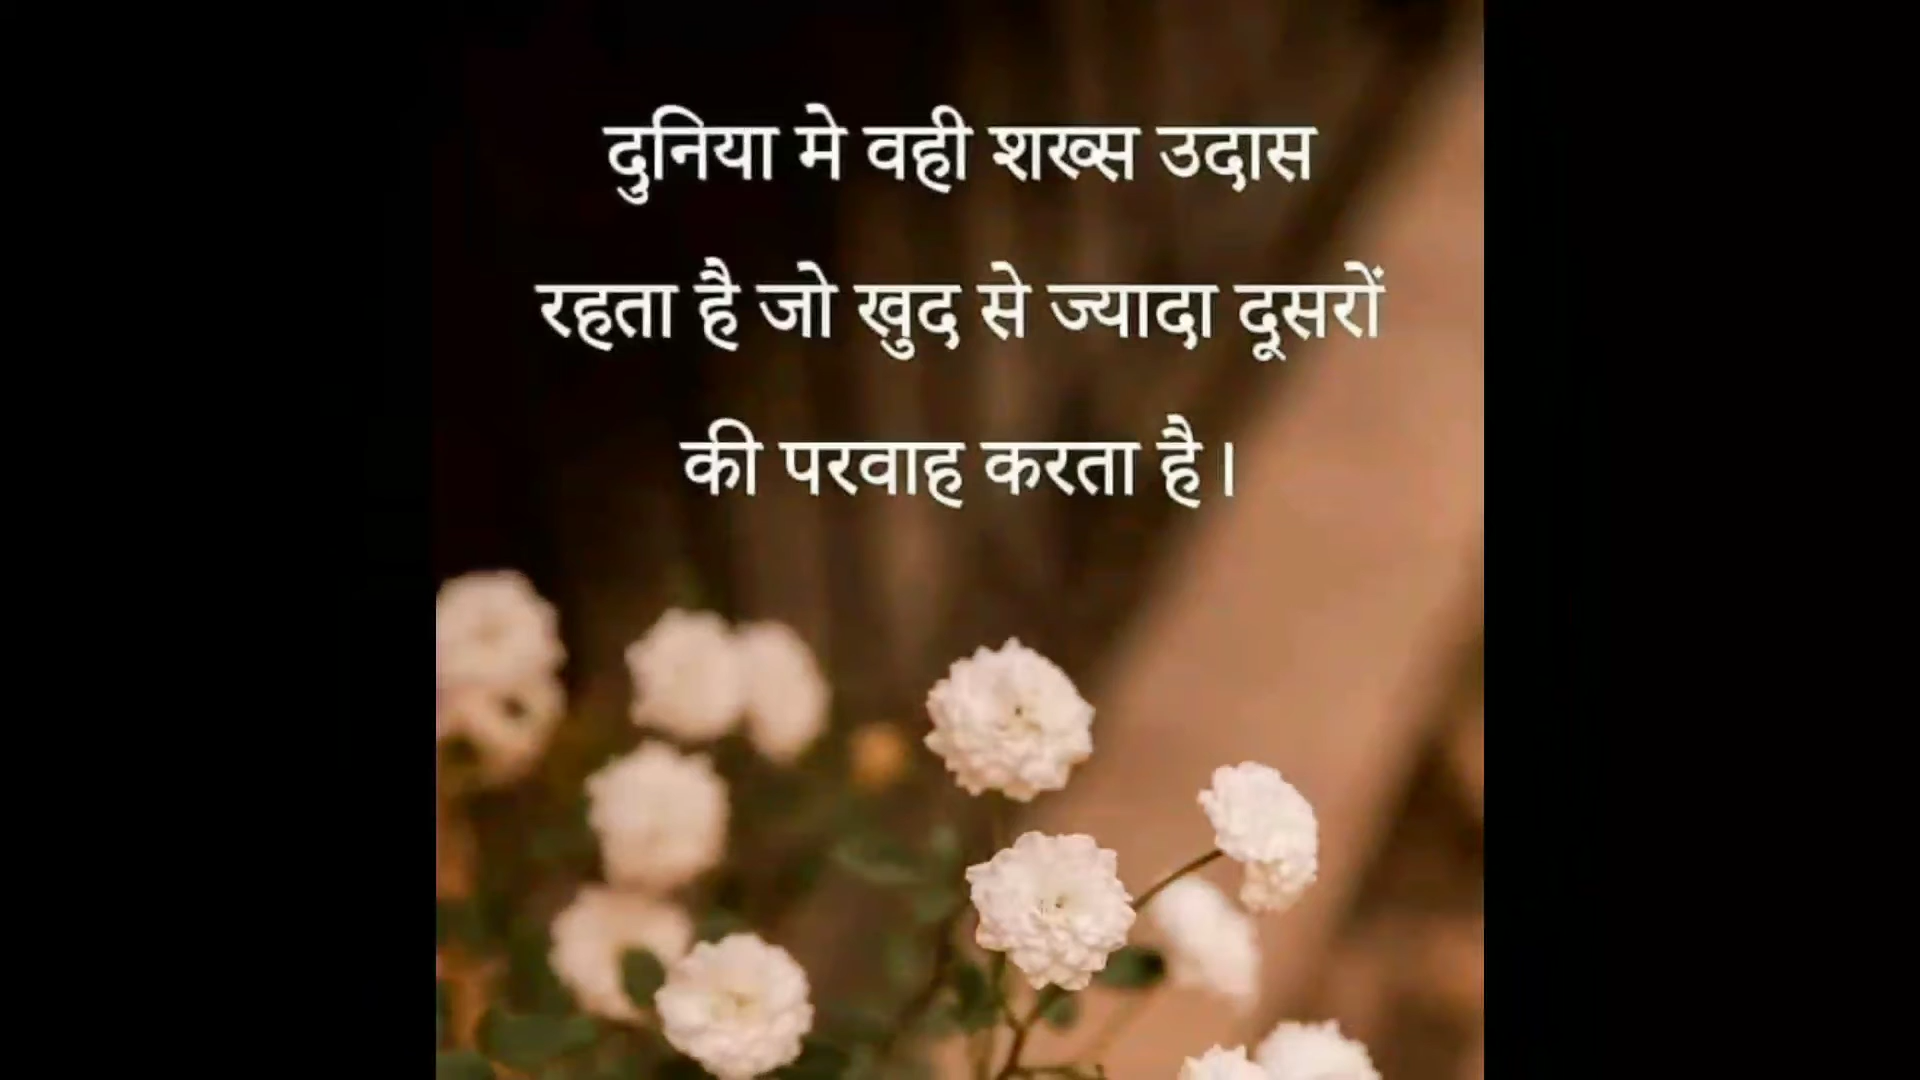 दुनिया मे वही शख्स उदास
रहता है जो खुद से ज्यादा दूसरों
की परवाह करता है।